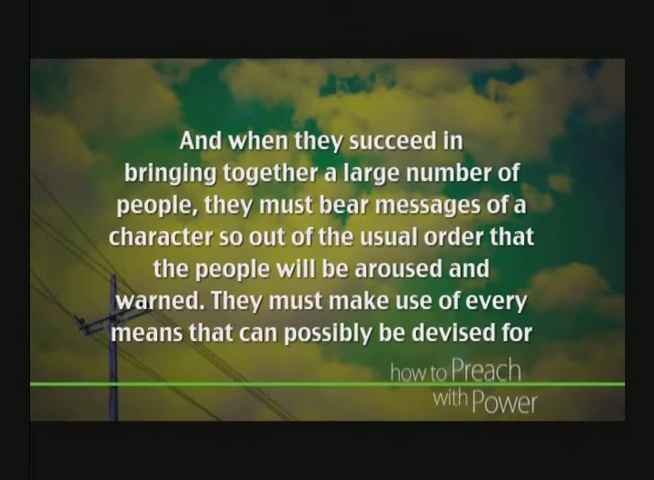 And when they succeed in
bringing together a large number of
people, they must bear messages of a
character so out of the usual order that
the people will be aroused and
warned. They must make use of every
means that can possibly be devised for
how to Preach
with Power